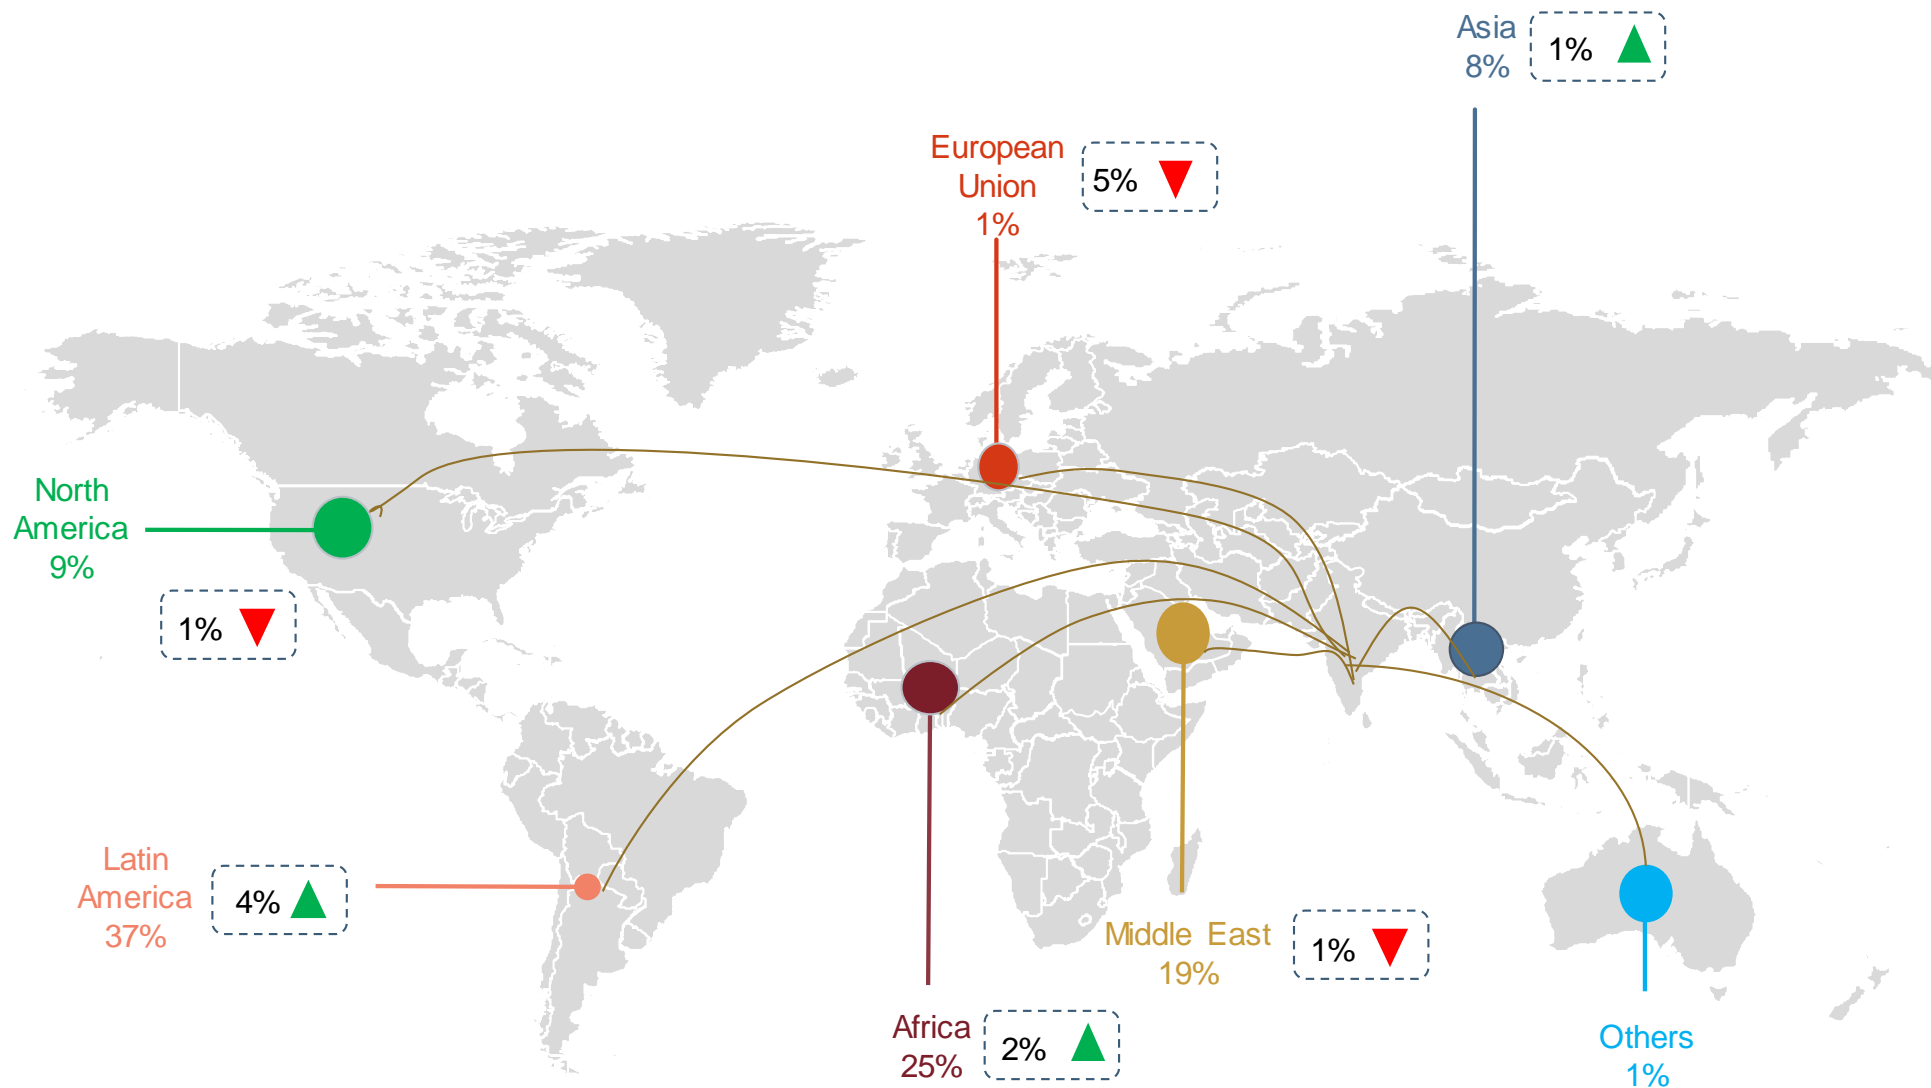 Asia
8%
1%
European
Union
1%
5%
North
America
9%
1%
Latin
America
37%
4%
Middle East
19%
1%
Africa
25%
2%
Others
1%